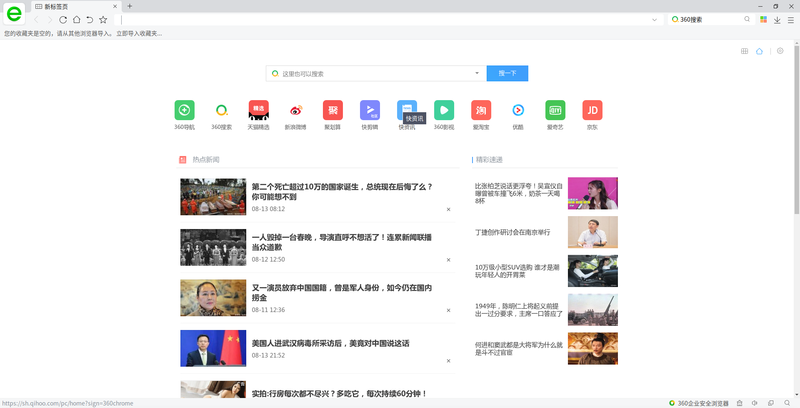 新标签页
360搜索
您的收藏夹是空的，请从其他浏览器导入。 立即导入收藏夹...
这里也可以搜索
搜一下
精选
聚
快资讯
淘
JD
360导航
360搜索
天猫精选
新浪微博
聚划算
快剪辑
快资讯
360影视
爱淘宝
优酷
爱奇艺
京东
热点新闻
精彩速递
第二个死亡超过10万的国家诞生，总统现在后悔了么？
你可能想不到
08-13 08:12
一人毁掉一台春晚，导演直呼不想活了！连累新闻联播
当众道歉
08-12 12:50
又一演员放弃中国国籍，曾是军人身份，如今仍在国内
捞金
08-11 12:36
美国人进武汉病毒所采访后，美竟对中国说这话
08-13 21:52
实拍:行房每次都不尽兴？多吃它，每次持续60分钟！
比张柏芝说话更浮夸！吴宣仪自
曝曾被车撞飞6米，奶茶一天喝
8杯
丁捷创作研讨会在南京举行
10万级小型SUV选购 谁才是潮
玩年轻人的开胃菜
1949年，陈明仁上将起义前提
出一过分要求，主席一口答应了
何进和窦武都是大将军为什么就
是斗不过宦官
https://sh.qihoo.com/pc/home?sign=360chrome
360企业安全浏览器